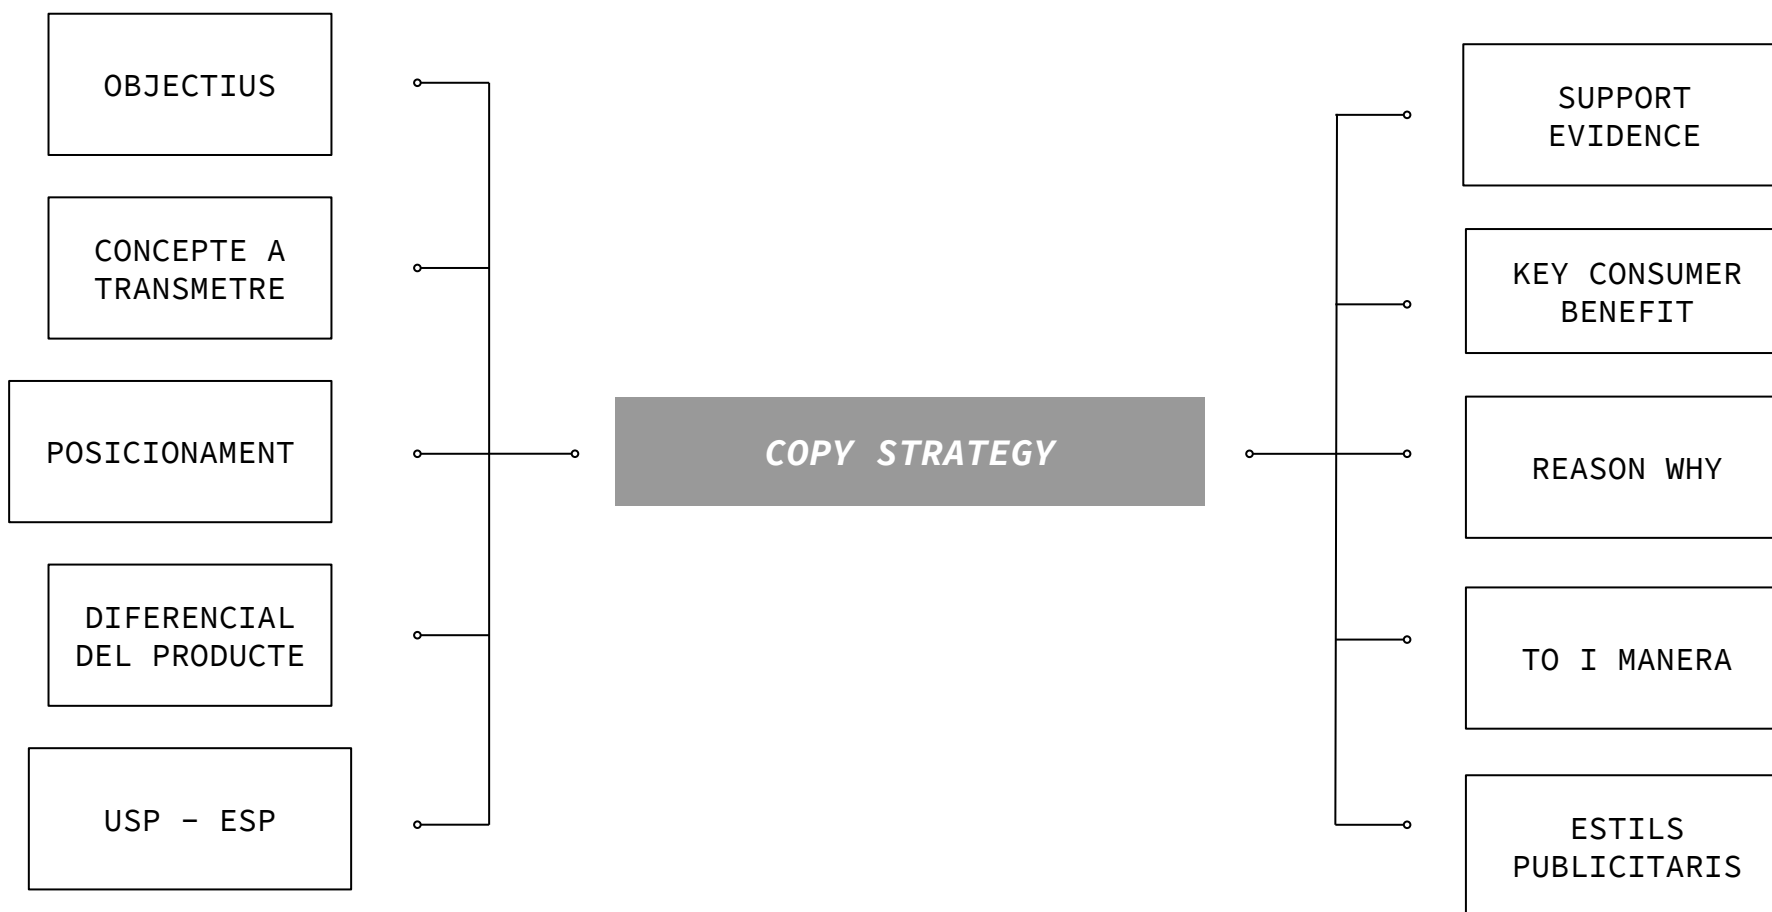 OBJECTIUS
CONCEPTE A
TRANSMETRE
POSICIONAMENT
DIFERENCIAL
DEL PRODUCTE
USP – ESP
COPY STRATEGY
SUPPORT
EVIDENCE
KEY CONSUMER
BENEFIT
REASON WHY
TO I MANERA
ESTILS
PUBLICITARIS